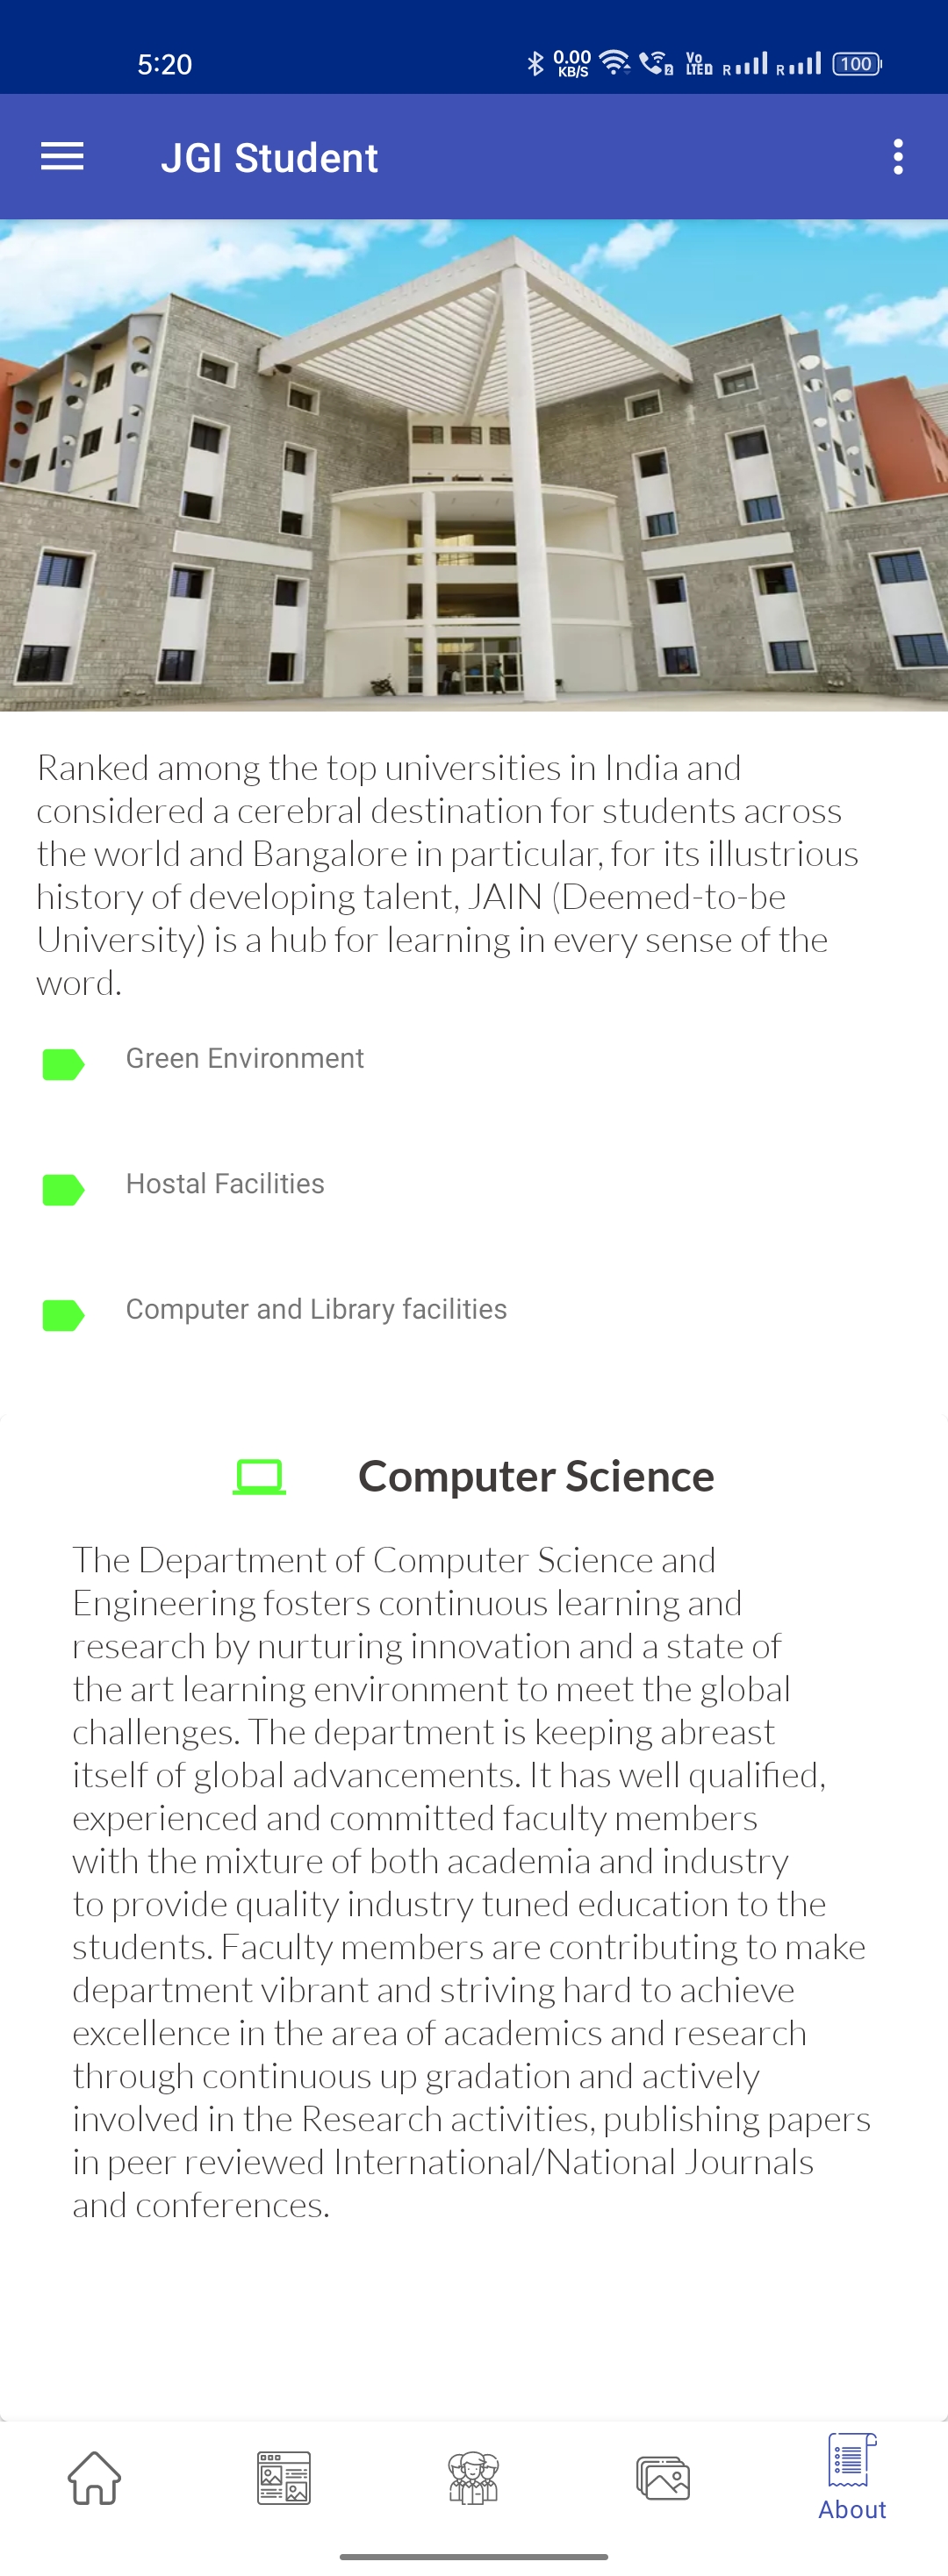 5:20
0.00
KB/S
2
Vo
LTED
R
R
100
JGI Student
Ranked among the top universities in India and
considered a cerebral destination for students across
the world and Bangalore in particular, for its illustrious
history of developing talent, JAIN (Deemed-to-be
University) is a hub for learning in every sense of the
word.
Green Environment
Hostal Facilities
Computer and Library facilities
Computer Science
The Department of Computer Science and
Engineering fosters continuous learning and
research by nurturing innovation and a state of
the art learning environment to meet the global
challenges. The department is keeping abreast
itself of global advancements. It has well qualified,
experienced and committed faculty members
with the mixture of both academia and industry
to provide quality industry tuned education to the
students. Faculty members are contributing to make
department vibrant and striving hard to achieve
excellence in the area of academics and research
through continuous up gradation and actively
involved in the Research activities, publishing papers
in peer reviewed International/National Journals
and conferences.
About